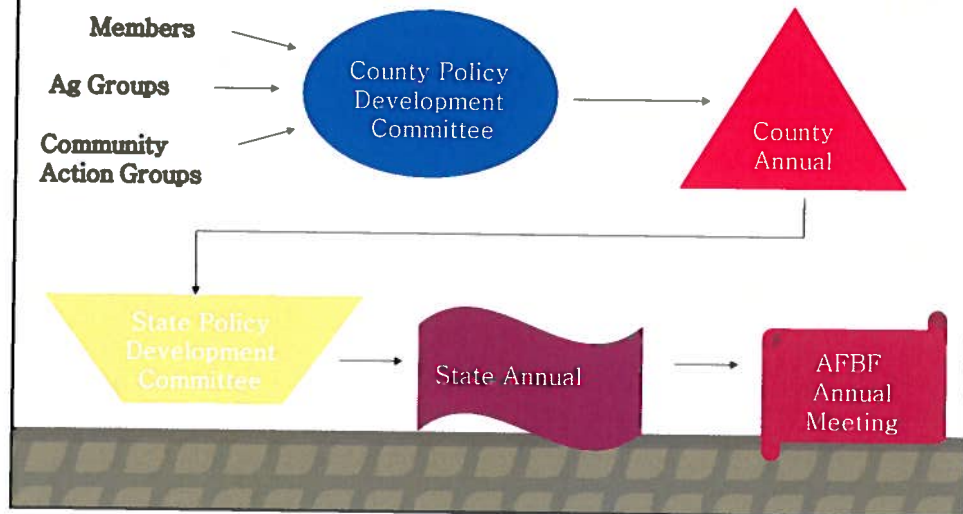 Members
Ag Groups
Community
Action Groups
County Policy
Development
Committee
County
Annual
State Policy
Development
Committee
State Annual
AFBF
Annual
Meeting